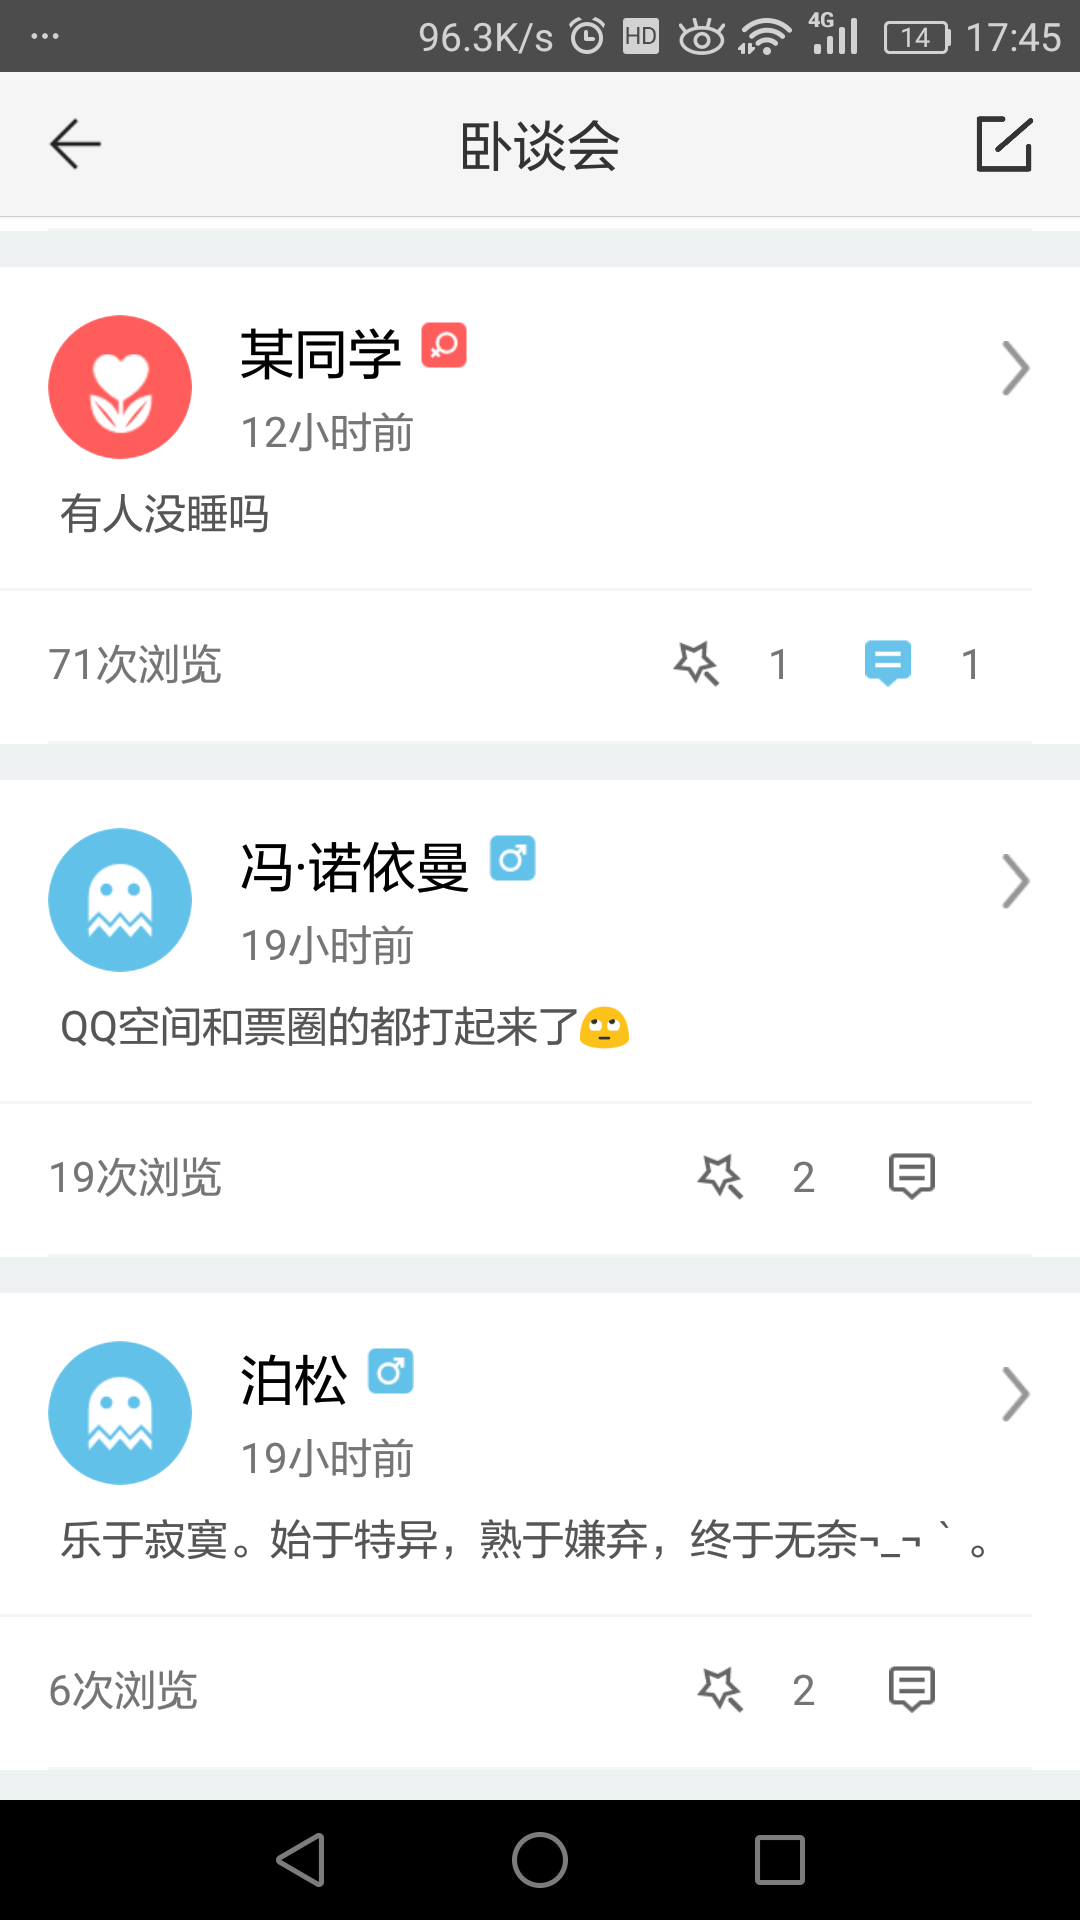 96.3K/s HD 4G 14 17:45
卧谈会
某同学
12小时前
有人没睡吗
71次浏览 1 1
冯·诺依曼
19小时前
QQ空间和票圈的都打起来了🙄
19次浏览 2
泊松
19小时前
乐于寂寞。始于特异，熟于嫌弃，终于无奈¬_¬｀。
6次浏览 2